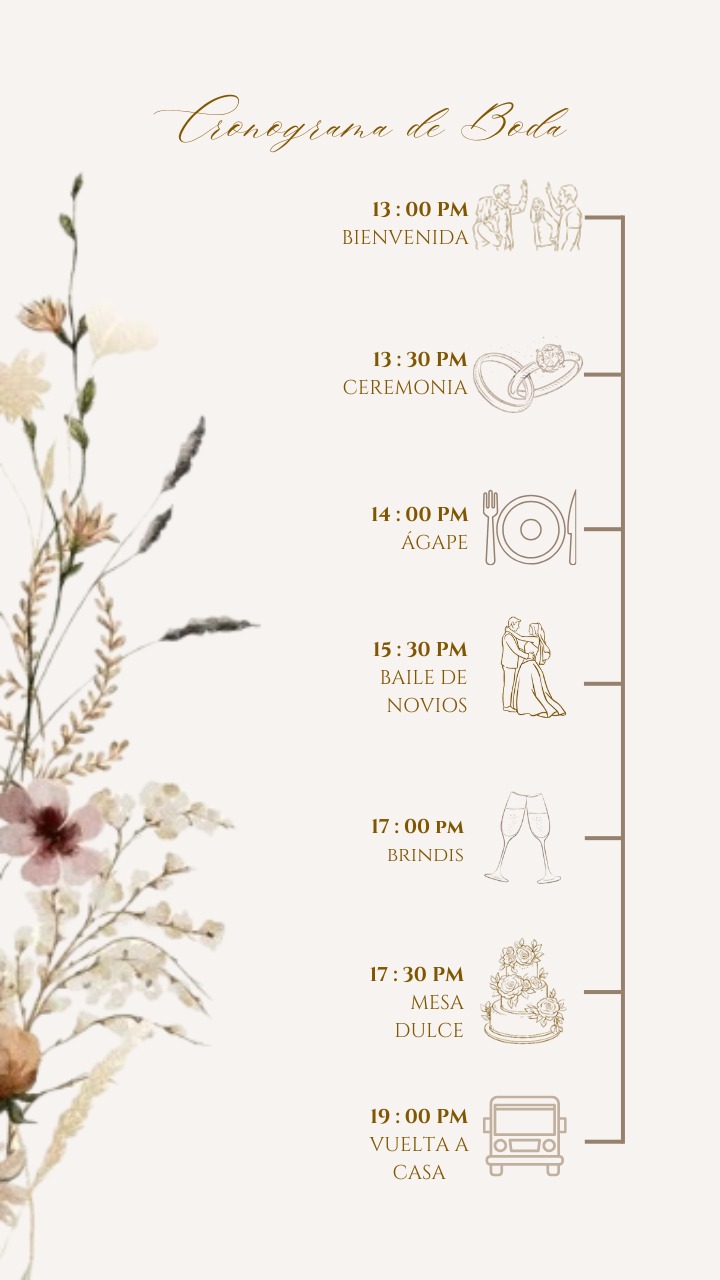 Cronograma de Boda
13 : 00 PM
BIENVENIDA
13 : 30 PM
CEREMONIA
14 : 00 PM
ÁGAPE
15 : 30 PM
BAILE DE
NOVIOS
17 : 00 PM
BRINDIS
17 : 30 PM
MESA
DULCE
19 : 00 PM
VUELTA A
CASA